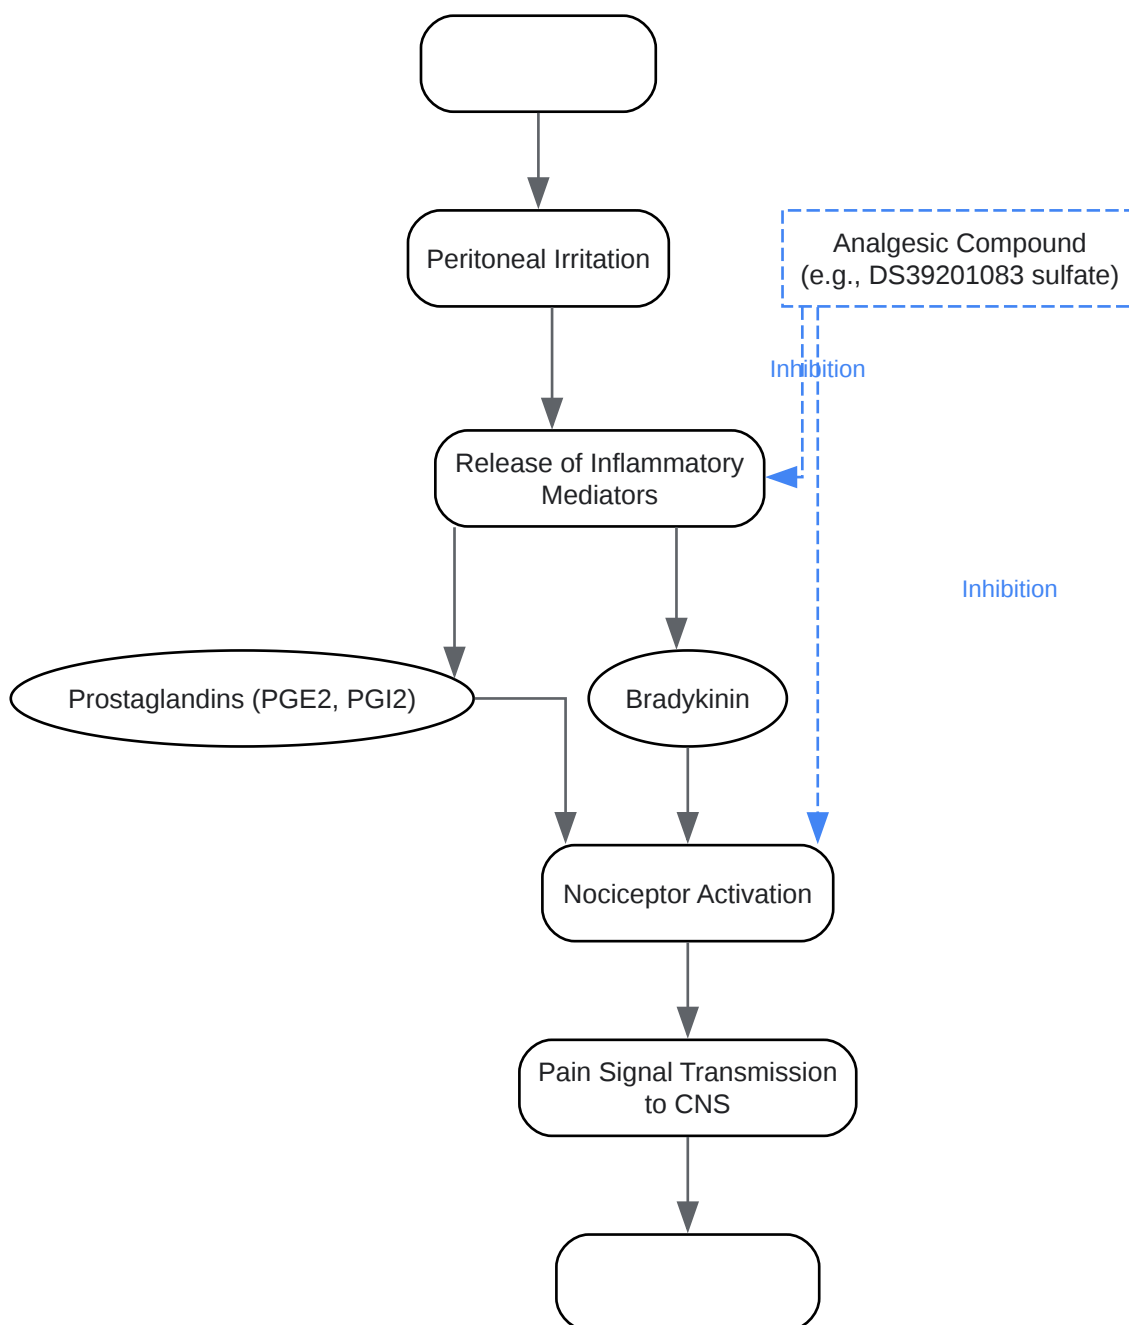 Peritoneal Irritation
Analgesic Compound
(e.g., DS39201083 sulfate)
Inhibition
Release of Inflammatory
Mediators
Inhibition
Prostaglandins (PGE2, PGI2)
Bradykinin
Nociceptor Activation
Pain Signal Transmission
to CNS